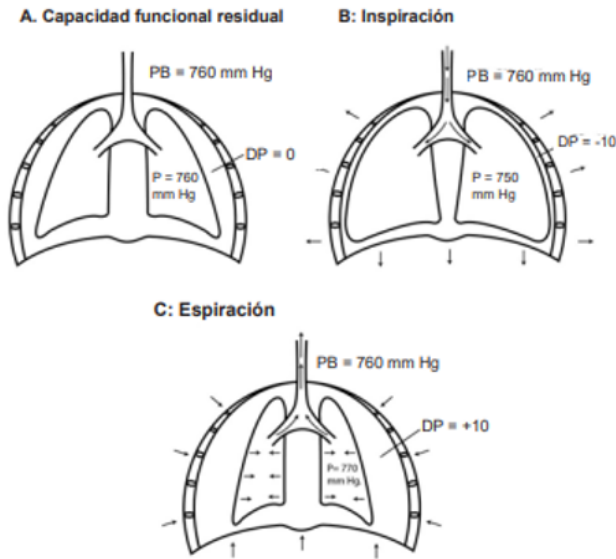 A. Capacidad funcional residual
PB = 760 mm Hg
DP = 0
P = 760
mm Hg
B: Inspiración
PB = 760 mm Hg
DP = -10
P = 750
mm Hg
C: Espiración
PB = 760 mm Hg
DP = +10
P= 770
mm Hg.